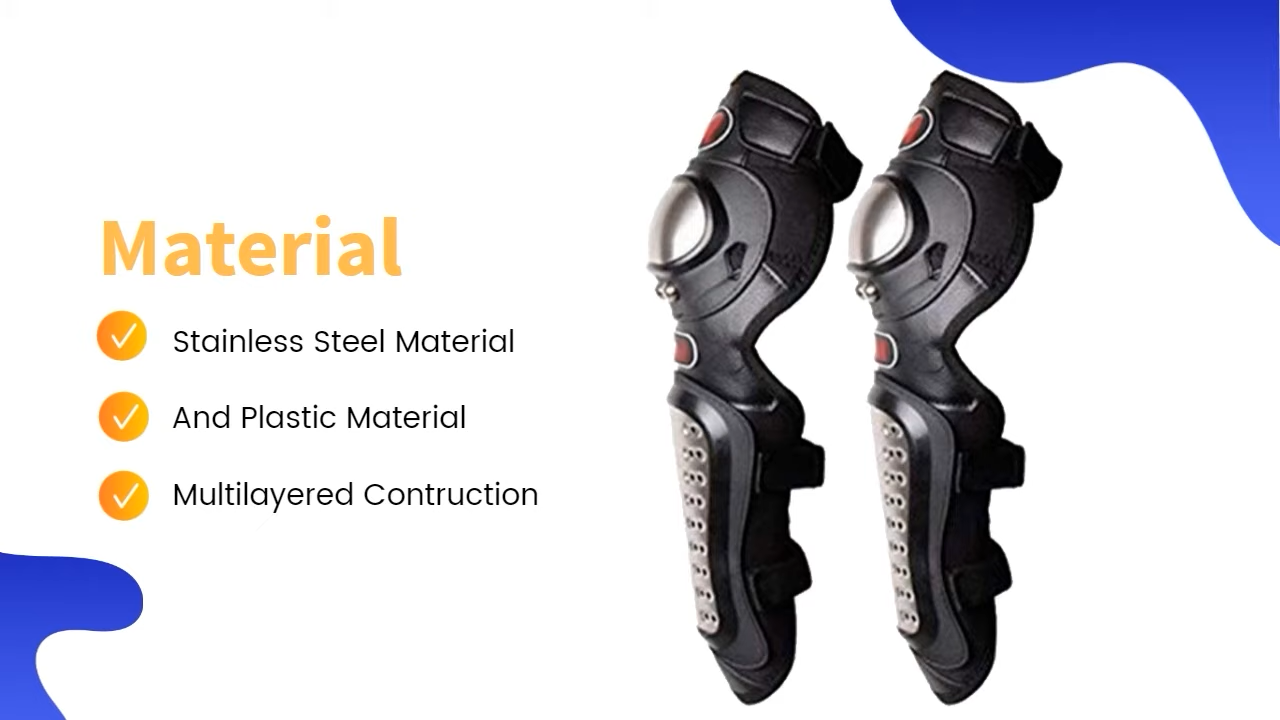 Material
Stainless Steel Material
And Plastic Material
Multilayered Contruction